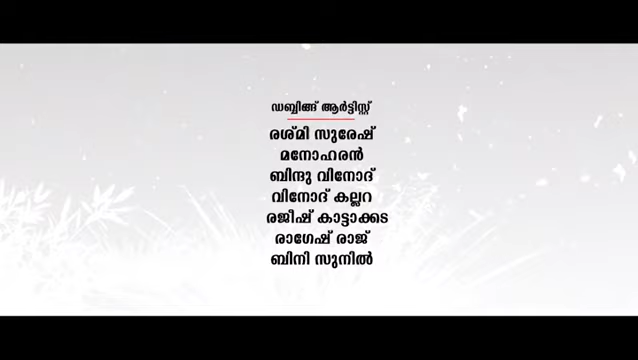 ഡബ്ബിങ്ങ് ആർട്ടിസ്റ്റ്
രശ്മി സുരേഷ്
മനോഹരൻ
ബിന്ദു വിനോദ്
വിനോദ് കല്ലറ
രജീഷ് കാട്ടാക്കട
രാഗേഷ് രാജ്
ബിനി സുനിൽ